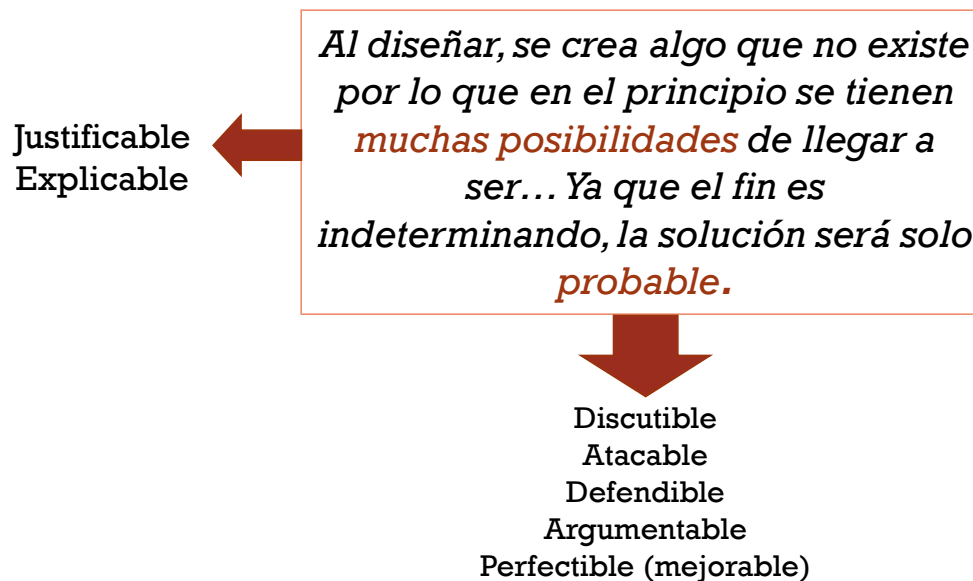 Al diseñar, se crea algo que no existe
por lo que en el principio se tienen
muchas posibilidades de llegar a
ser... Ya que el fin es
indeterminando, la solución será solo
probable.
Justificable
Explicable
Discutible
Atacable
Defendible
Argumentable
Perfectible (mejorable)